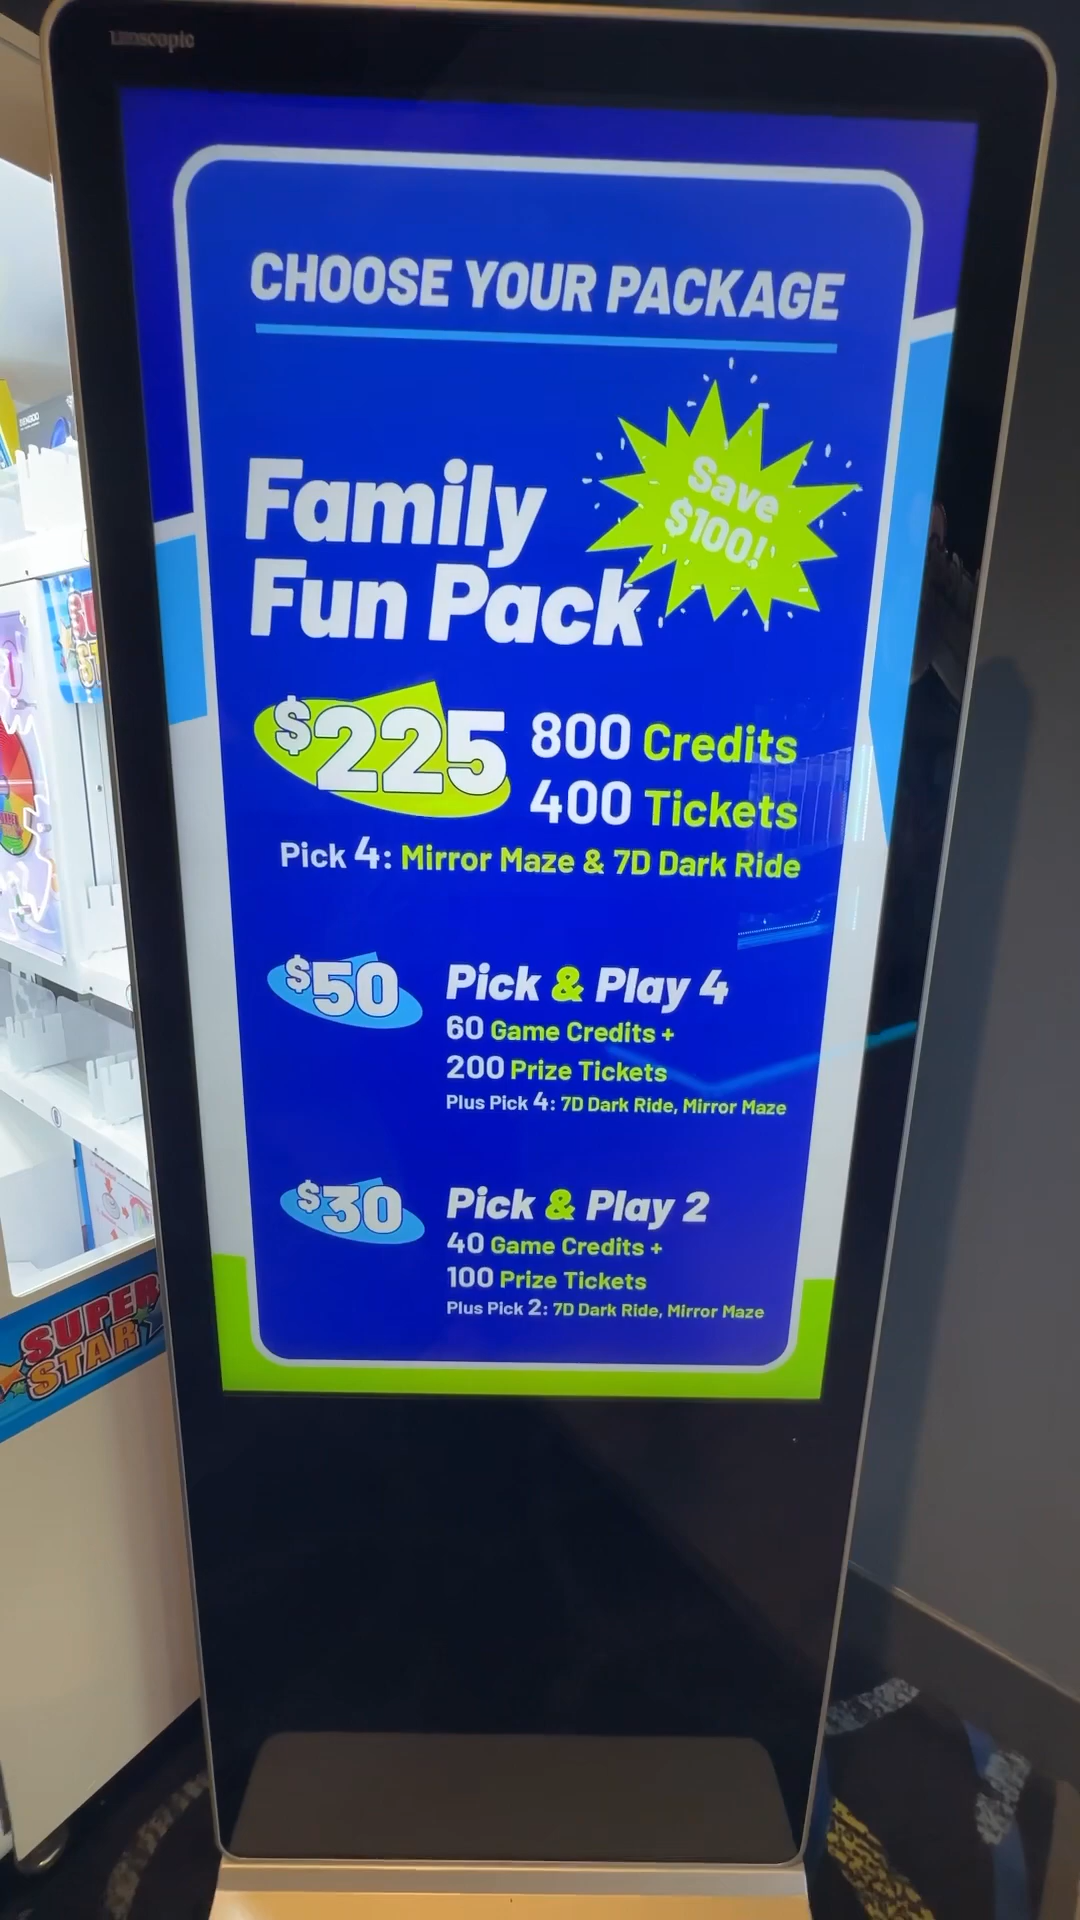 CHOOSE YOUR PACKAGE
Save
$100!
Family
Fun Pack
$225
800 Credits
400 Tickets
Pick 4: Mirror Maze & 7D Dark Ride
$50
Pick & Play 4
60 Game Credits +
200 Prize Tickets
Plus Pick 4: 7D Dark Ride, Mirror Maze
$30
Pick & Play 2
40 Game Credits +
100 Prize Tickets
Plus Pick 2: 7D Dark Ride, Mirror Maze
SUPER
STAR